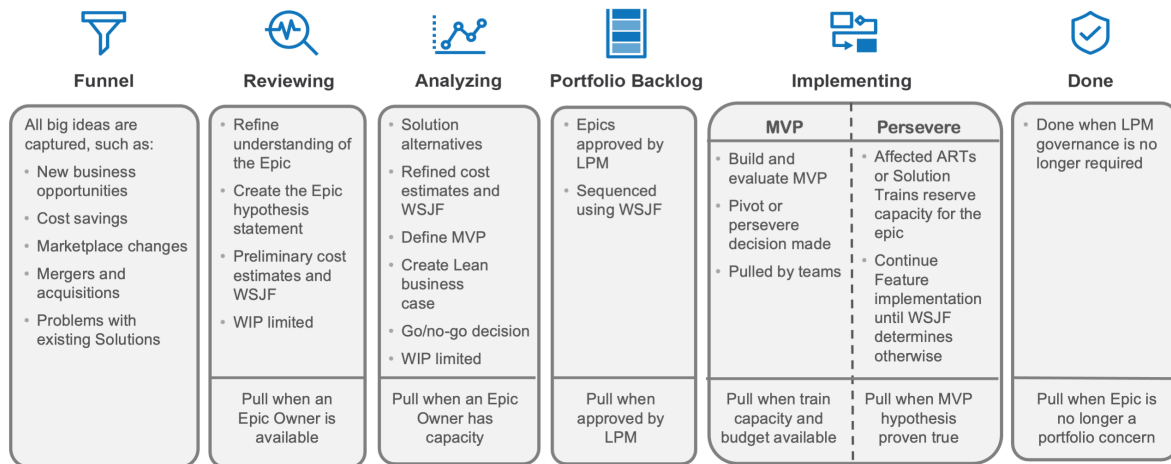 Funnel
Reviewing
Analyzing
Portfolio Backlog
Implementing
Done
All big ideas are
captured, such as:
• New business
opportunities
• Cost savings
• Marketplace changes
• Mergers and
acquisitions
• Problems with
existing Solutions
• Refine
understanding of
the Epic
• Create the Epic
hypothesis
statement
• Preliminary cost
estimates and
WSJF
• WIP limited
Pull when an
Epic Owner is
available
• Solution
alternatives
• Refined cost
estimates and
WSJF
• Define MVP
• Create Lean
business
case
• Go/no-go decision
• WIP limited
Pull when an Epic
Owner has
capacity
• Epics
approved by
LPM
• Sequenced
using WSJF
Pull when
approved by
LPM
MVP
• Build and
evaluate MVP
• Pivot or
persevere
decision made
• Pulled by teams
Pull when train
capacity and
budget available
Persevere
• Affected ARTs
or Solution
Trains reserve
capacity for the
epic
• Continue
Feature
implementation
until WSJF
determines
otherwise
Pull when MVP
hypothesis
proven true
• Done when LPM
governance is no
longer required
Pull when Epic is
no longer a
portfolio concern